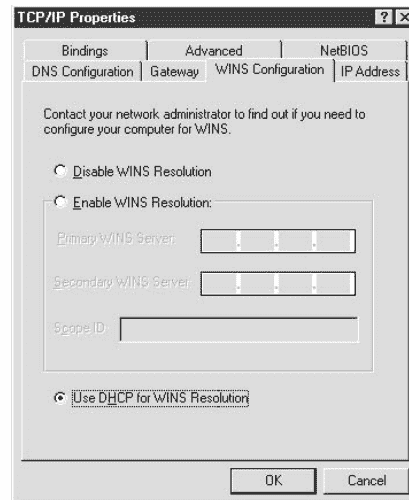 TCP/IP Properties
Bindings Advanced NetBIOS
DNS Configuration Gateway WINS Configuration IP Address
Contact your network administrator to find out if you need to
configure your computer for WINS.
Disable WINS Resolution
Enable WINS Resolution:
Primary WINS Server:
Secondary WINS Server:
Scope ID:
Use DHCP for WINS Resolution
OK Cancel